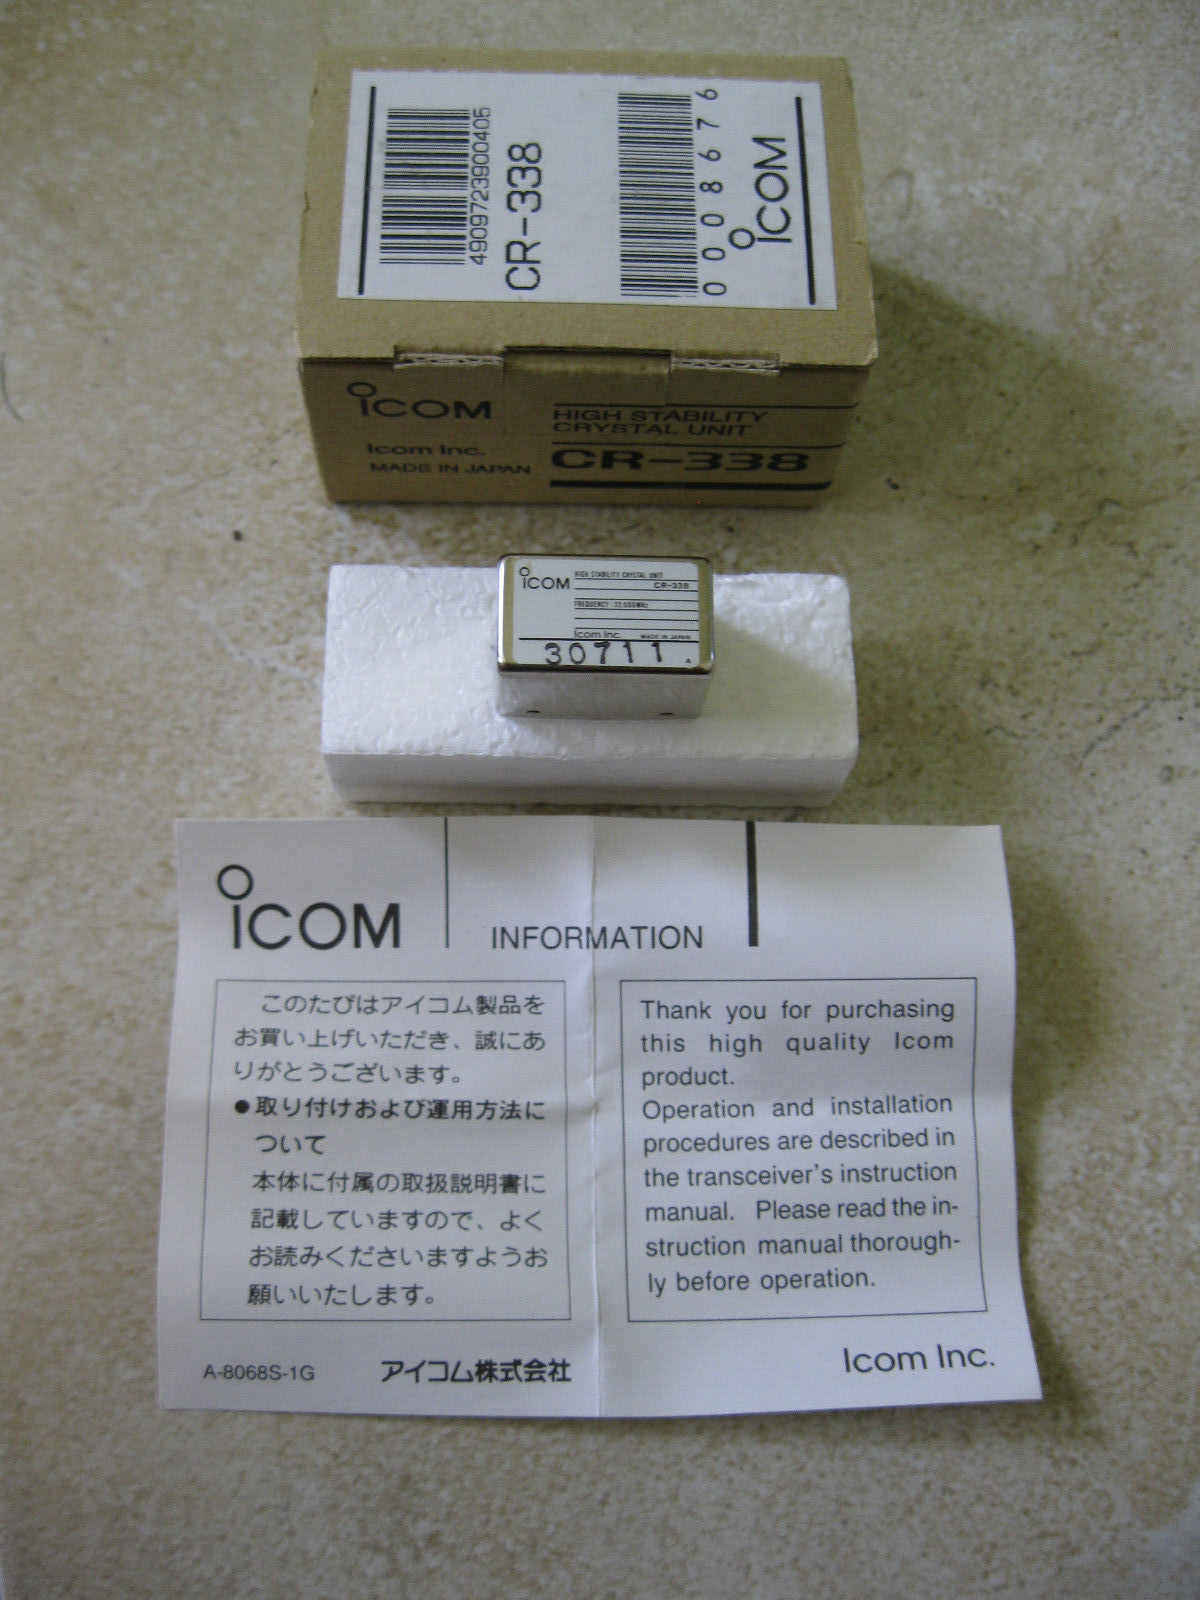 4909723900405
CR-338
0008676
ICOM
ICOM
Icom Inc.
MADE IN JAPAN
HIGH STABILITY
CRYSTAL UNIT
CR-338
ICOM
HIGH STABILITY CRYSTAL UNIT
CR-338
FREQUENCY 32.000MHz
Icom Inc.
MADE IN JAPAN
30711
A
ICOM
INFORMATION
このたびはアイコム製品を
お買い上げいただき、誠にあ
りがとうございます。
●取り付けおよび運用方法に
ついて
本体に付属の取扱説明書に
記載していますので、よく
お読みくださいますようお
願いいたします。
A-8068S-1G
アイコム株式会社
Thank you for purchasing
this high quality Icom
product.
Operation and installation
procedures are described in
the transceiver's instruction
manual. Please read the in-
struction manual thorough-
ly before operation.
Icom Inc.